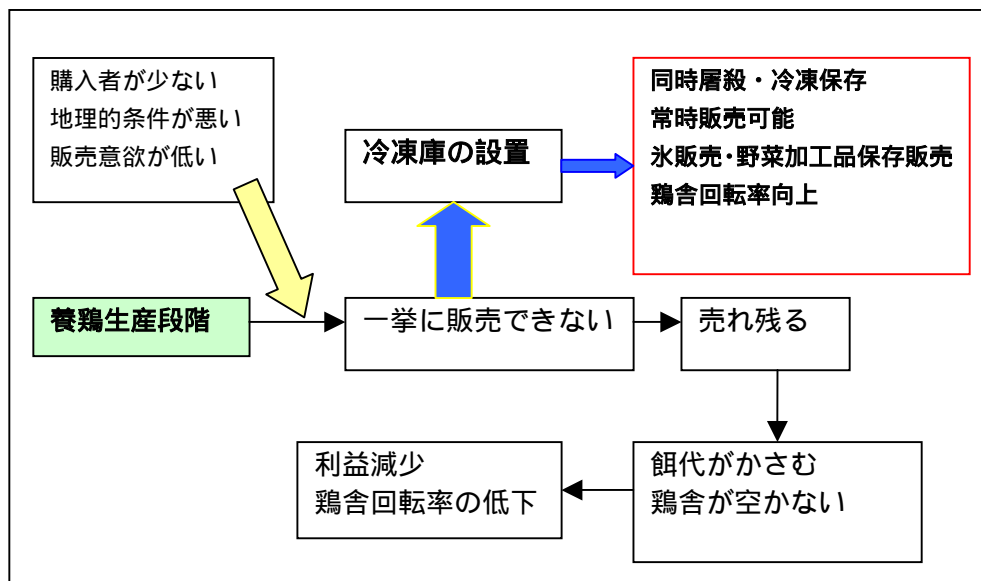 購入者が少ない
地理的条件が悪い
販売意欲が低い
冷凍庫の設置
同時屠殺・冷凍保存
常時販売可能
氷販売・野菜加工品保存販売
鶏舎回転率向上
養鶏生産段階
一挙に販売できない
売れ残る
利益減少
鶏舎回転率の低下
餌代がかさむ
鶏舎が空かない